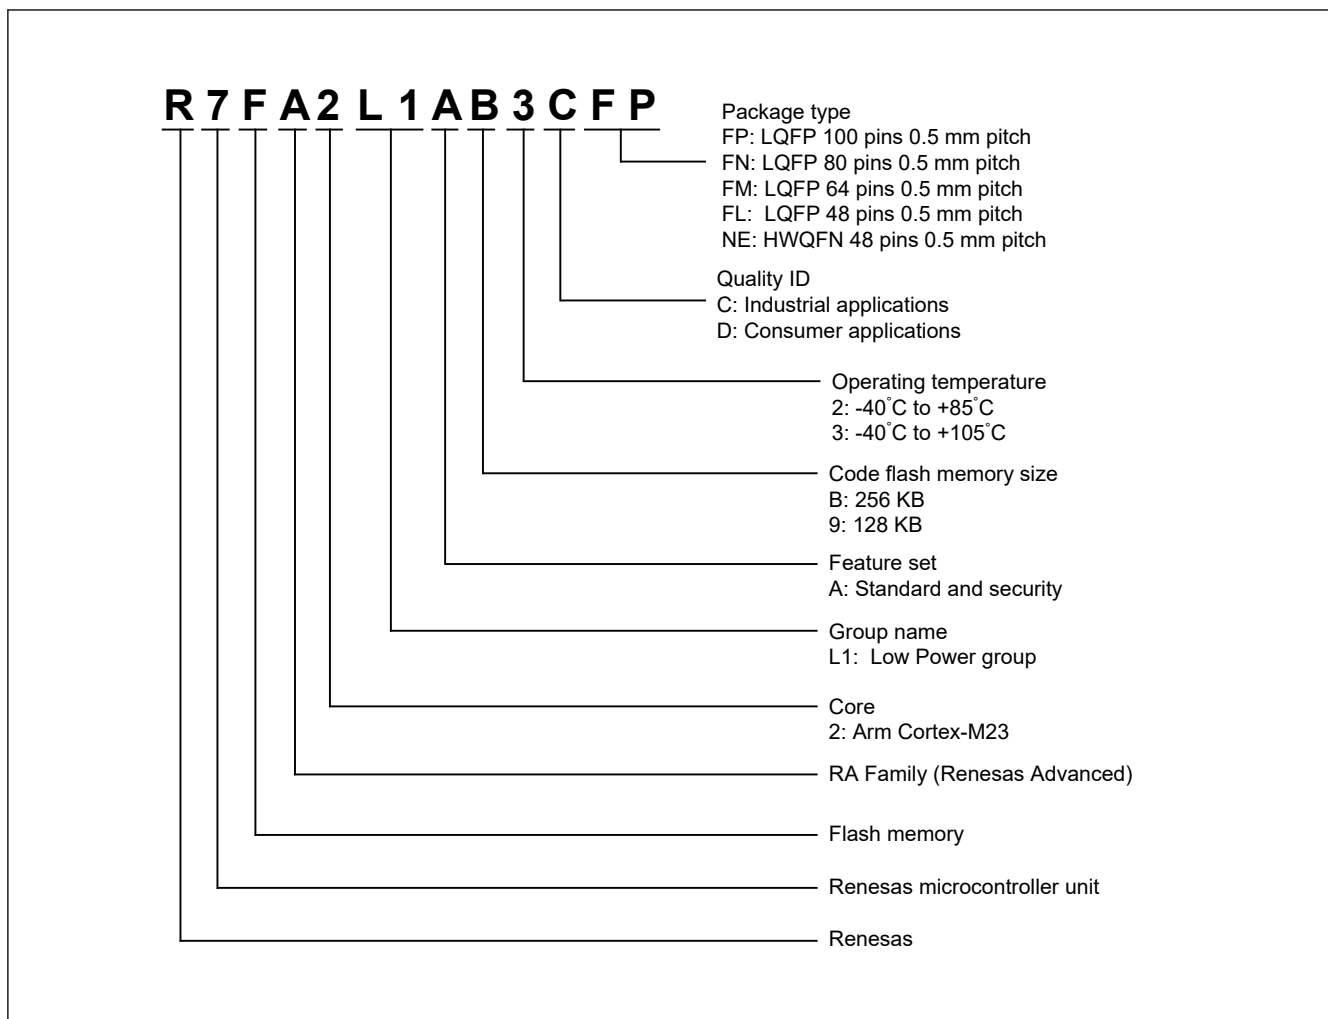 R 7 F A 2 L 1 A B 3 C F P
Package type
FP: LQFP 100 pins 0.5 mm pitch
FN: LQFP 80 pins 0.5 mm pitch
FM: LQFP 64 pins 0.5 mm pitch
FL: LQFP 48 pins 0.5 mm pitch
NE: HWQFN 48 pins 0.5 mm pitch
Quality ID
C: Industrial applications
D: Consumer applications
Operating temperature
2: -40°C to +85°C
3: -40°C to +105°C
Code flash memory size
B: 256 KB
9: 128 KB
Feature set
A: Standard and security
Group name
L1: Low Power group
Core
2: Arm Cortex-M23
RA Family (Renesas Advanced)
Flash memory
Renesas microcontroller unit
Renesas